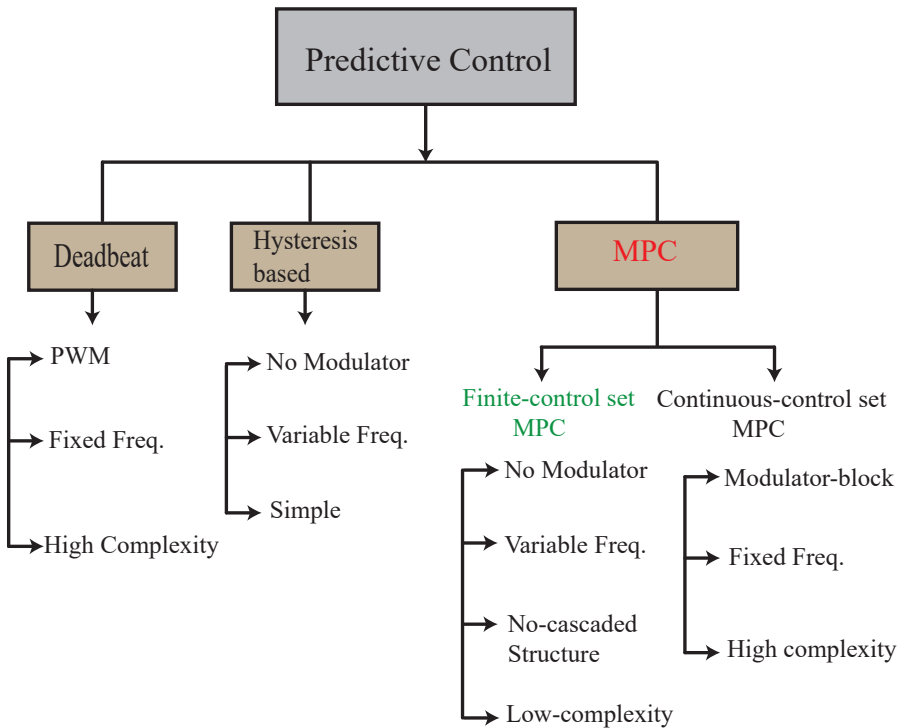 Predictive Control
Deadbeat
Hysteresis
based
MPC
PWM
Fixed Freq.
High Complexity
No Modulator
Variable Freq.
Simple
Finite-control set
MPC
No Modulator
Variable Freq.
No-cascaded
Structure
Low-complexity
Continuous-control set
MPC
Modulator-block
Fixed Freq.
High complexity